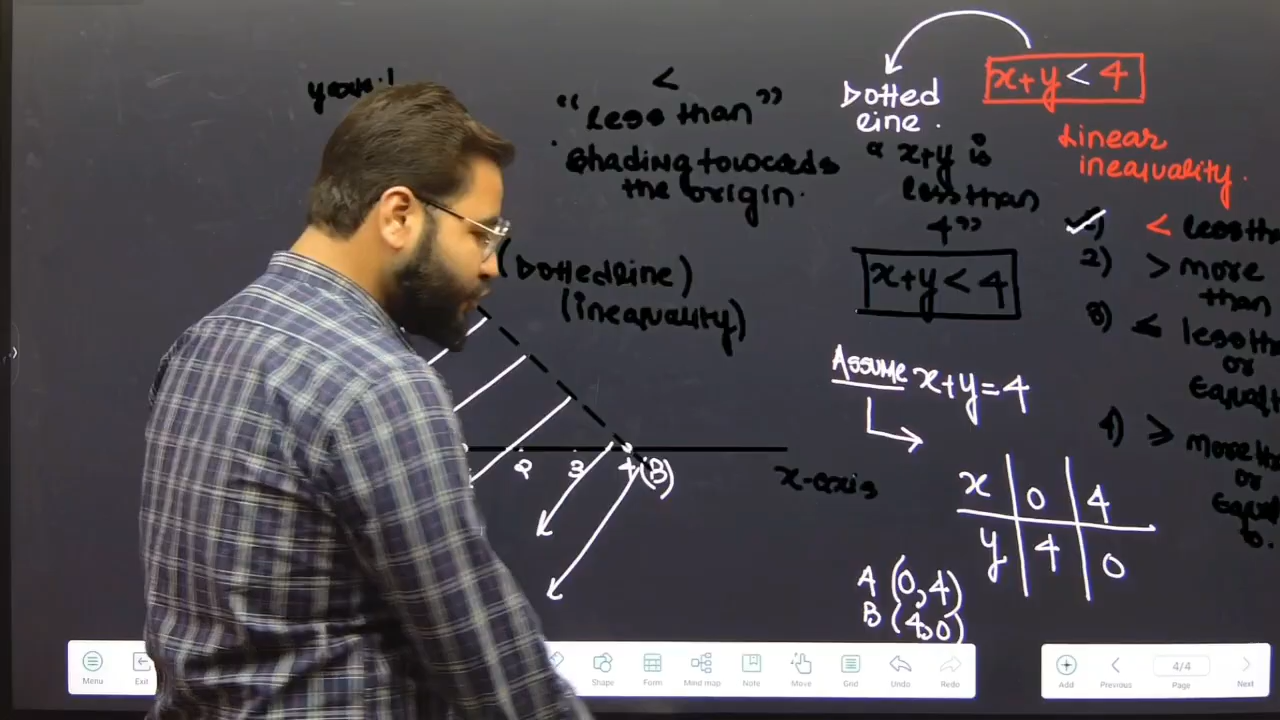 <
"Less than"
Shading towards
the origin.
(Dotted line)
(inequality)
2 3 4 (B)
x-axis
Dotted
line.
"x+y is
less than
4"
x+y < 4
Assume x+y=4
x 0 4
y 4 0
A (0,4)
B (4,0)
x+y < 4
Linear
inequality.
1) < less th
2) > more
than
3) ≤ less th
or
Equal
4) ≥ more th
or
Equal
to.
Menu Exit Shape Form Mind map Note Move Grid Undo Redo
Add Previous 4/4 Page Next